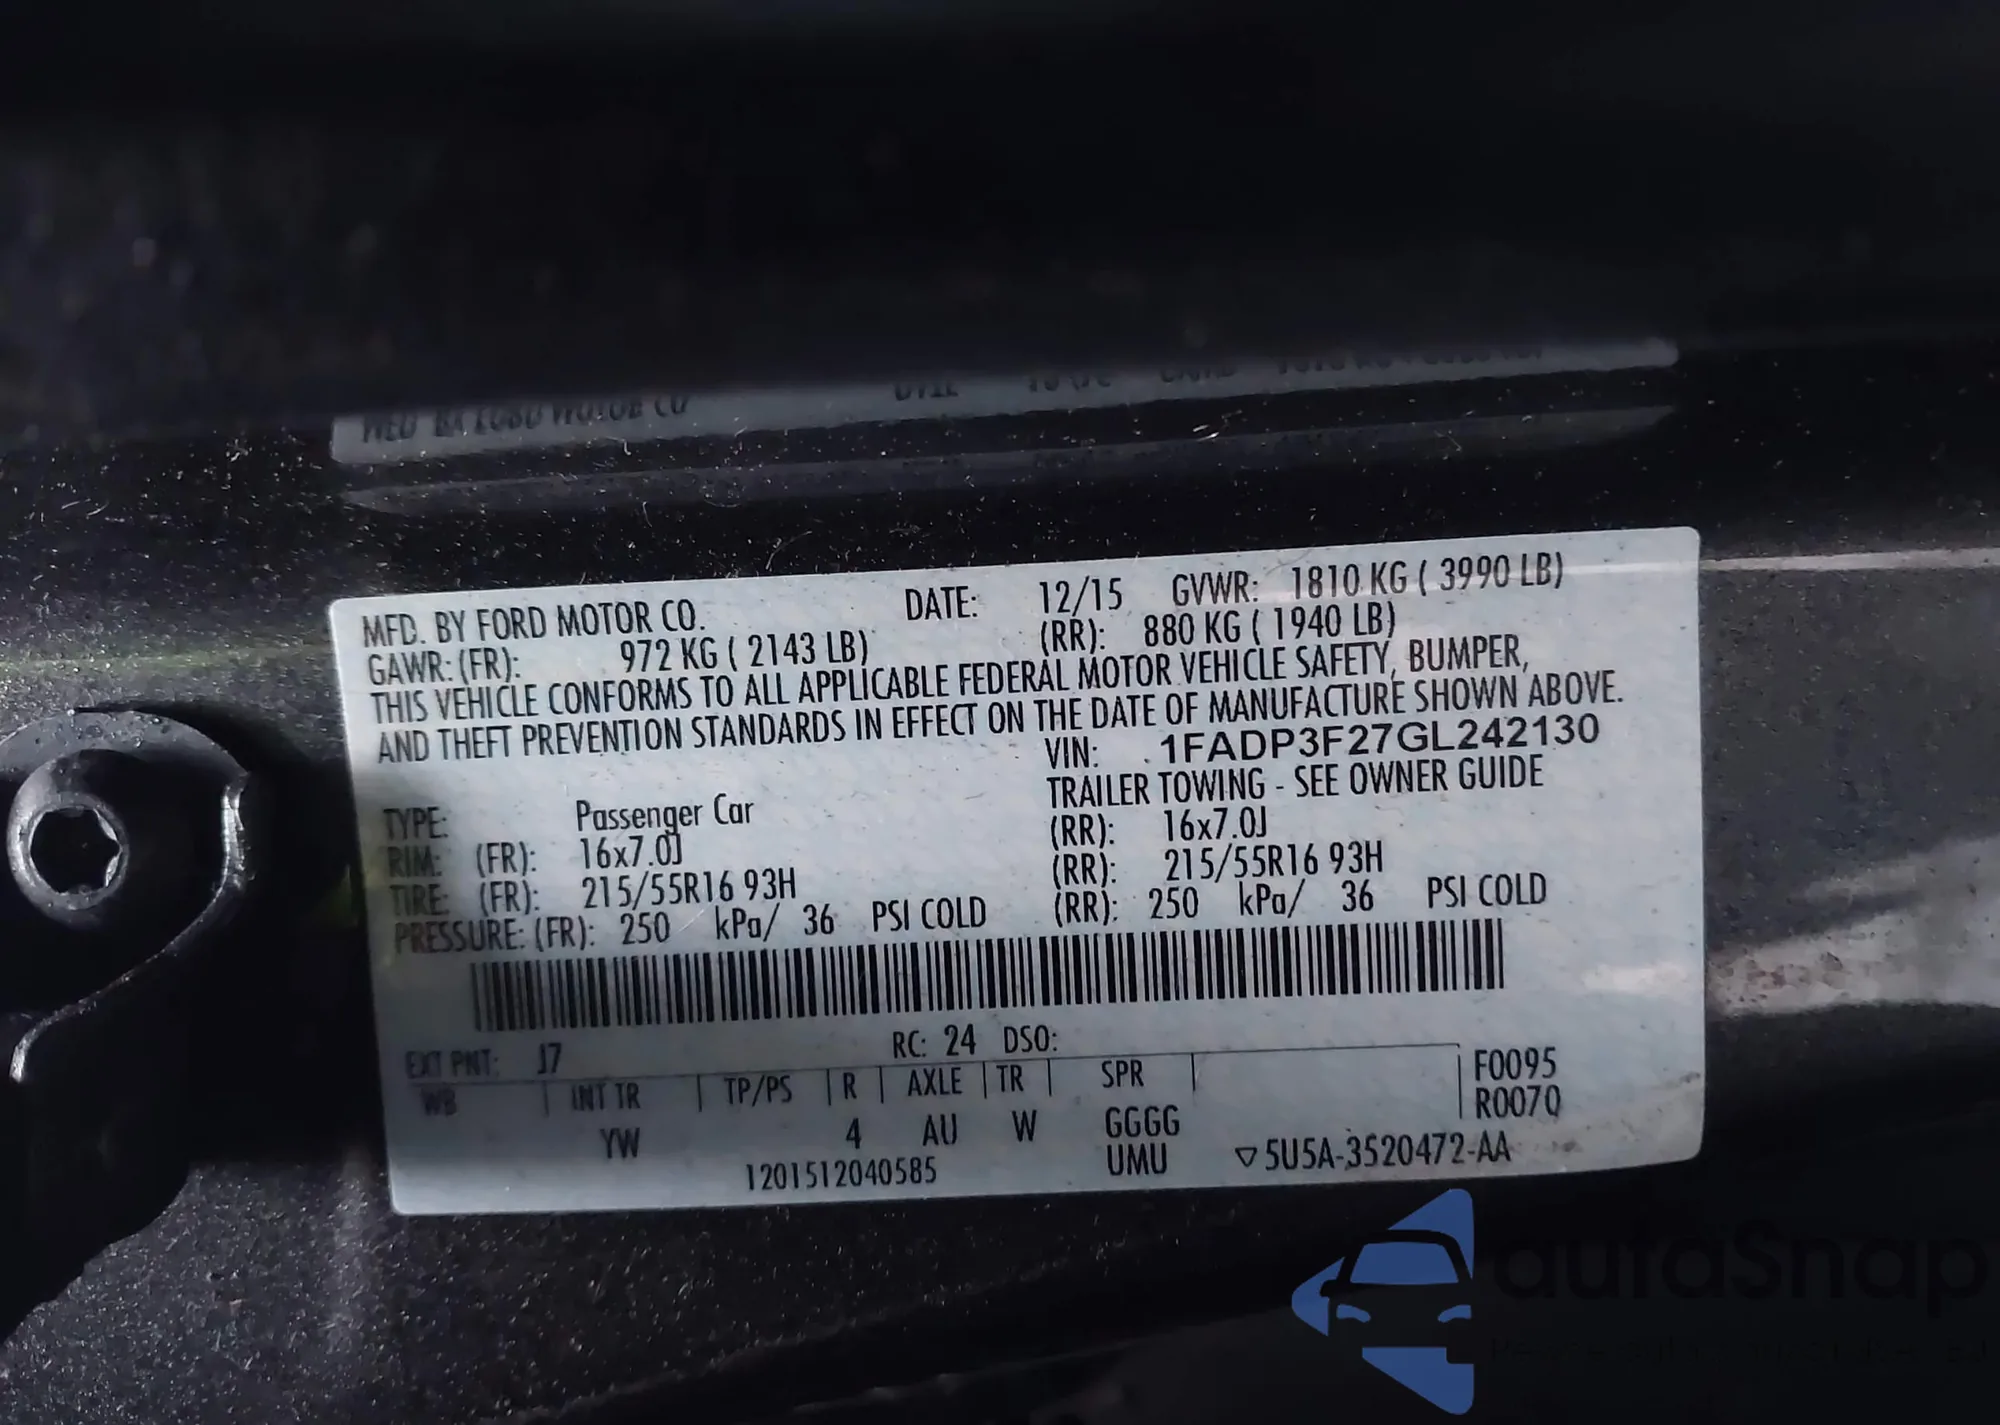 MFD. BY FORD MOTOR CO. DATE: 12/15 GVWR: 1810 KG ( 3990 LB)
GAWR: (FR): 972 KG ( 2143 LB) (RR): 880 KG ( 1940 LB)
THIS VEHICLE CONFORMS TO ALL APPLICABLE FEDERAL MOTOR VEHICLE SAFETY, BUMPER,
AND THEFT PREVENTION STANDARDS IN EFFECT ON THE DATE OF MANUFACTURE SHOWN ABOVE.
VIN: 1FADP3F27GL242130
TRAILER TOWING - SEE OWNER GUIDE
TYPE: Passenger Car
RIM: (FR): 16x7.0J (RR): 16x7.0J
TIRE: (FR): 215/55R16 93H (RR): 215/55R16 93H
PRESSURE: (FR): 250 kPa/ 36 PSI COLD (RR): 250 kPa/ 36 PSI COLD
EXT PNT: J7 RC: 24 DSO:
WB INT TR TP/PS R AXLE TR SPR F0095
R0070
YW 4 AU W GGGG
1201512040585 UMU ▽5U5A-3520472-AA
autoSnap